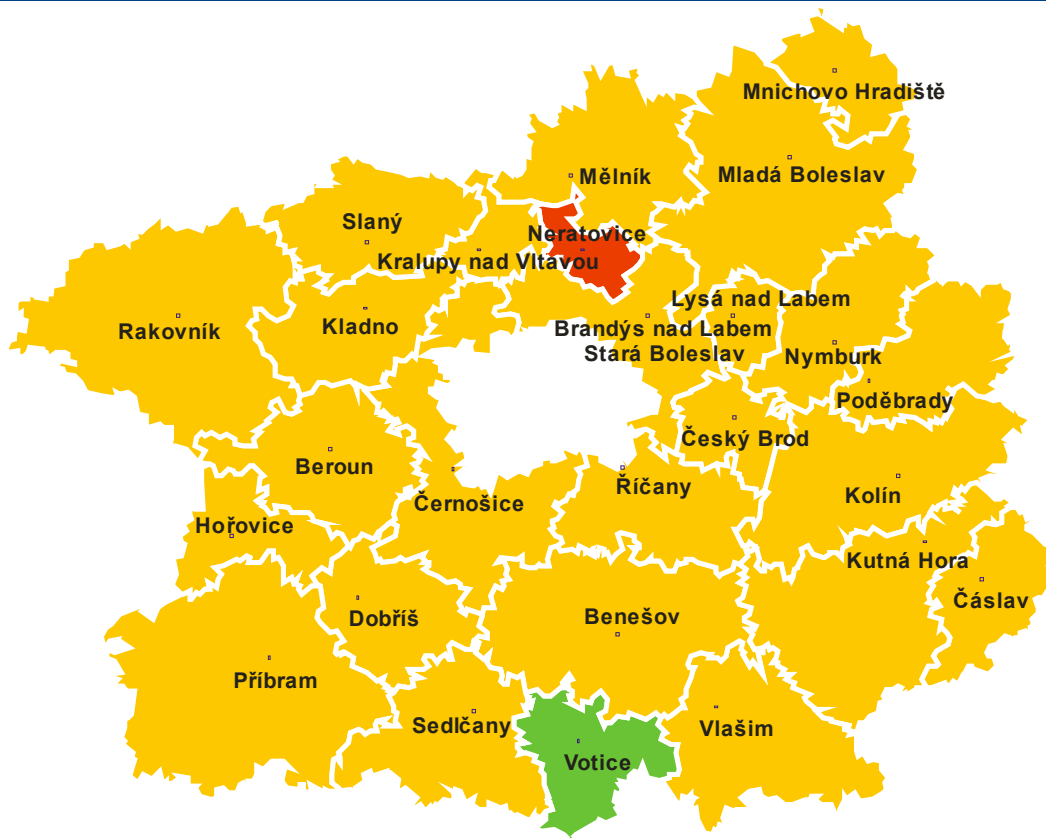 Mnichovo Hradiště
Mělník
Mladá Boleslav
Slaný
Neratovice
Kralupy nad Vltavou
Lysá nad Labem
Rakovník
Kladno
Brandýs nad Labem
Stará Boleslav
Nymburk
Poděbrady
Český Brod
Beroun
Říčany
Černošice
Kolín
Hořovice
Kutná Hora
Čáslav
Dobříš
Benešov
Příbram
Sedlčany
Vlašim
Votice